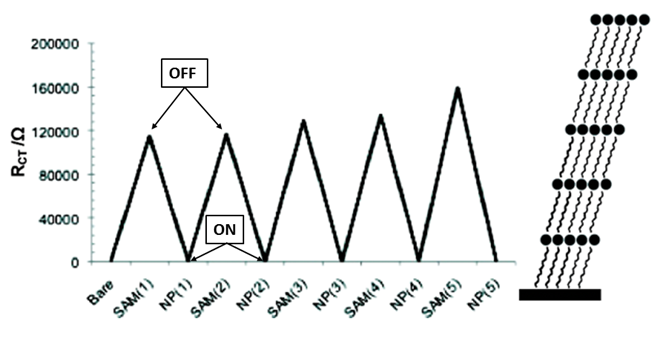 200000
160000
120000
80000
40000
0
R_CT /Ω
OFF
ON
Bare
SAM(1)
NP(1)
SAM(2)
NP(2)
SAM(3)
NP(3)
SAM(4)
NP(4)
SAM(5)
NP(5)